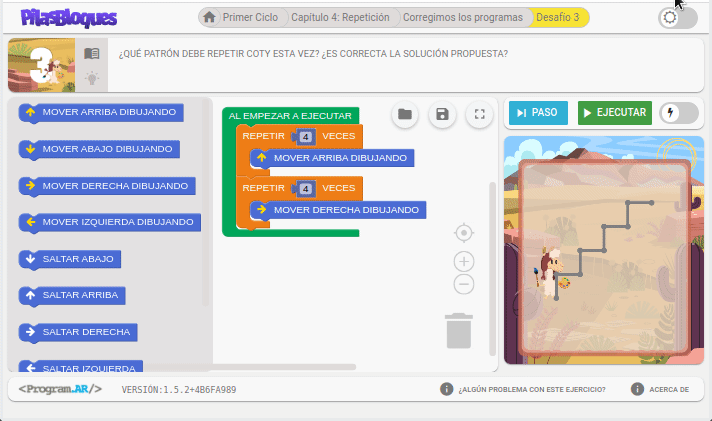 PilasBloques
Primer Ciclo
Capítulo 4: Repetición
Corregimos los programas
Desafío 3
3
¿QUÉ PATRÓN DEBE REPETIR COTY ESTA VEZ? ¿ES CORRECTA LA SOLUCIÓN PROPUESTA?
MOVER ARRIBA DIBUJANDO
MOVER ABAJO DIBUJANDO
MOVER DERECHA DIBUJANDO
MOVER IZQUIERDA DIBUJANDO
SALTAR ABAJO
SALTAR ARRIBA
SALTAR DERECHA
SALTAR IZQUIERDA
AL EMPEZAR A EJECUTAR
REPETIR 4 VECES
MOVER ARRIBA DIBUJANDO
REPETIR 4 VECES
MOVER DERECHA DIBUJANDO
PASO
EJECUTAR
<Program.AR/>
VERSIÓN:1.5.2+4B6FA989
¿ALGÚN PROBLEMA CON ESTE EJERCICIO?
ACERCA DE